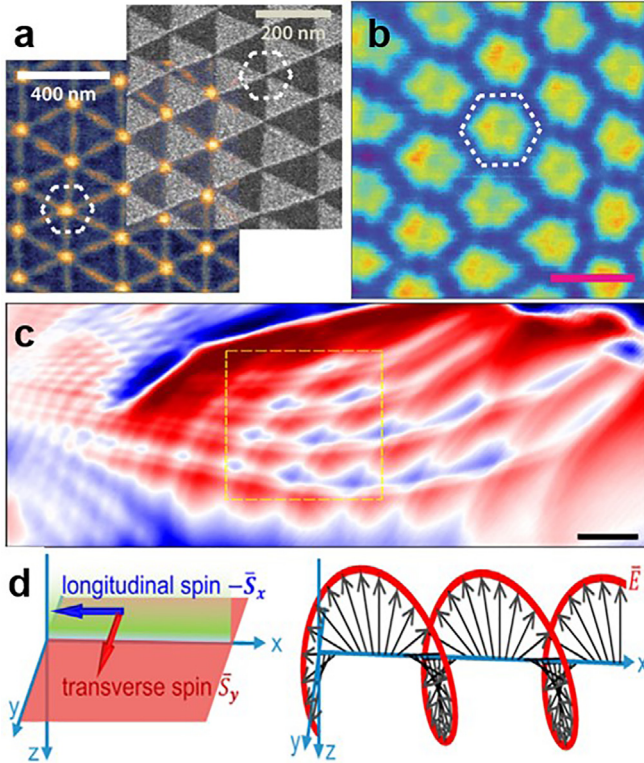 a
200 nm
400 nm
b
c
d
longitudinal spin −S̄ₓ
x
transverse spin S̄ᵧ
y
z
Ē
x
y
z